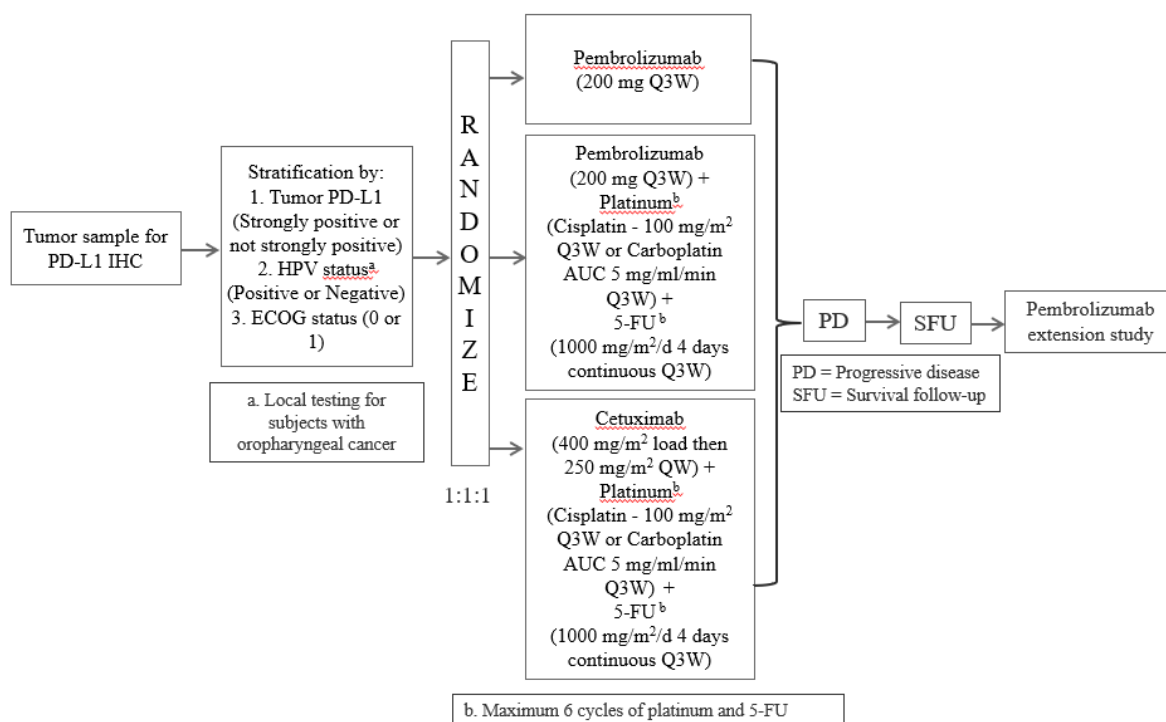 Tumor sample for
PD-L1 IHC
Stratification by:
1. Tumor PD-L1
(Strongly positive or
not strongly positive)
2. HPV statusᵃ
(Positive or Negative)
3. ECOG status (0 or
1)
a. Local testing for
subjects with
oropharyngeal cancer
R
A
N
D
O
M
I
Z
E
1:1:1
Pembrolizumab
(200 mg Q3W)
Pembrolizumab
(200 mg Q3W) +
Platinumᵇ
(Cisplatin - 100 mg/m²
Q3W or Carboplatin
AUC 5 mg/ml/min
Q3W) +
5-FUᵇ
(1000 mg/m²/d 4 days
continuous Q3W)
Cetuximab
(400 mg/m² load then
250 mg/m² QW) +
Platinumᵇ
(Cisplatin - 100 mg/m²
Q3W or Carboplatin
AUC 5 mg/ml/min
Q3W) +
5-FUᵇ
(1000 mg/m²/d 4 days
continuous Q3W)
b. Maximum 6 cycles of platinum and 5-FU
PD
SFU
Pembrolizumab
extension study
PD = Progressive disease
SFU = Survival follow-up